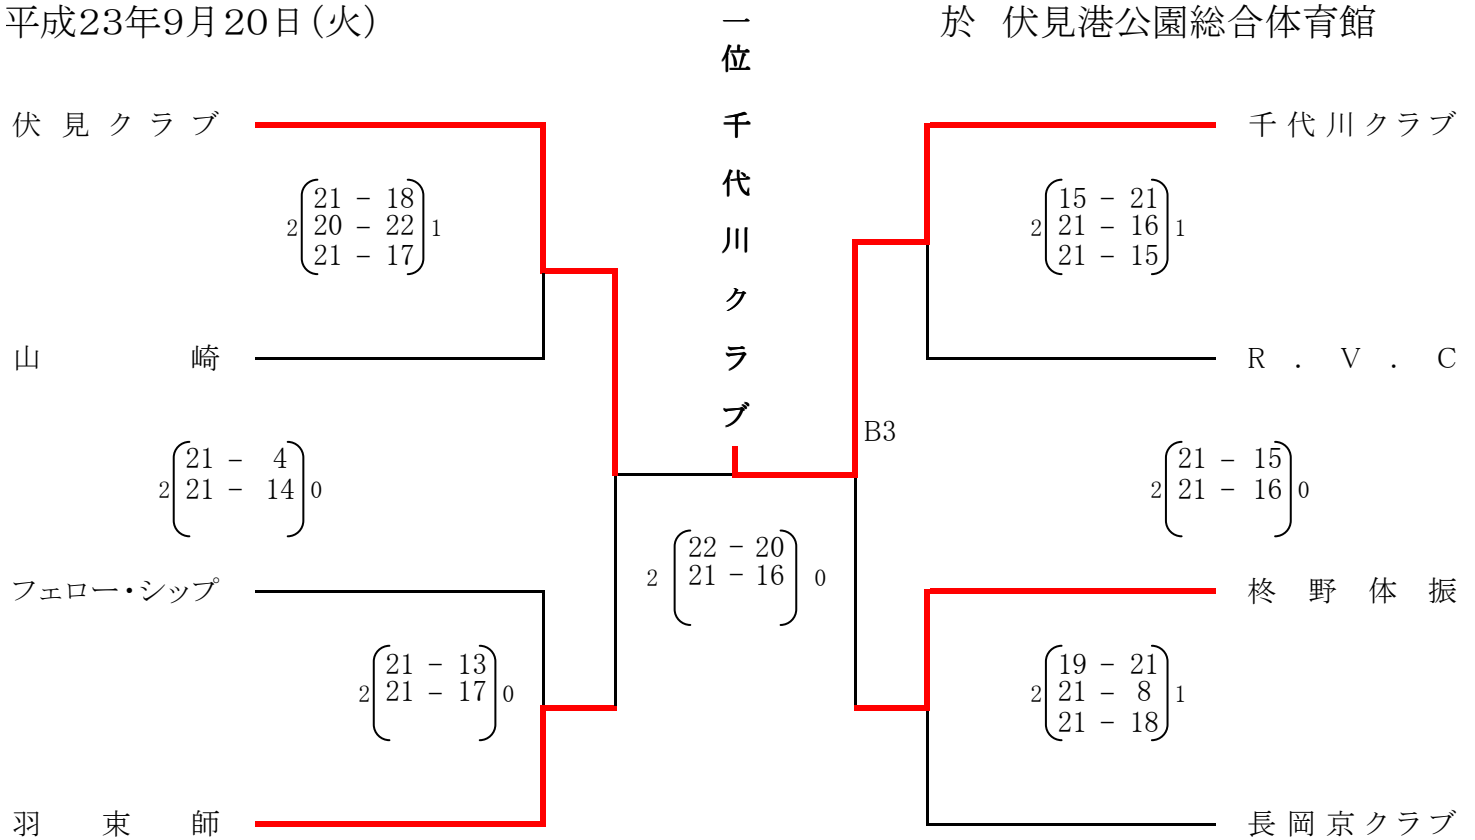 平成23年9月20日(火)
於 伏見港公園総合体育館
一位 千代川クラブ
伏見クラブ
2 21 - 18 1
20 - 22
21 - 17
山崎
2 21 - 4 0
21 - 14
フェロー・シップ
2 21 - 13 0
21 - 17
羽束師
2 22 - 20 0
21 - 16
千代川クラブ
2 15 - 21 1
21 - 16
21 - 15
R.V.C
B3
2 21 - 15 0
21 - 16
柊野体振
2 19 - 21 1
21 - 8
21 - 18
長岡京クラブ